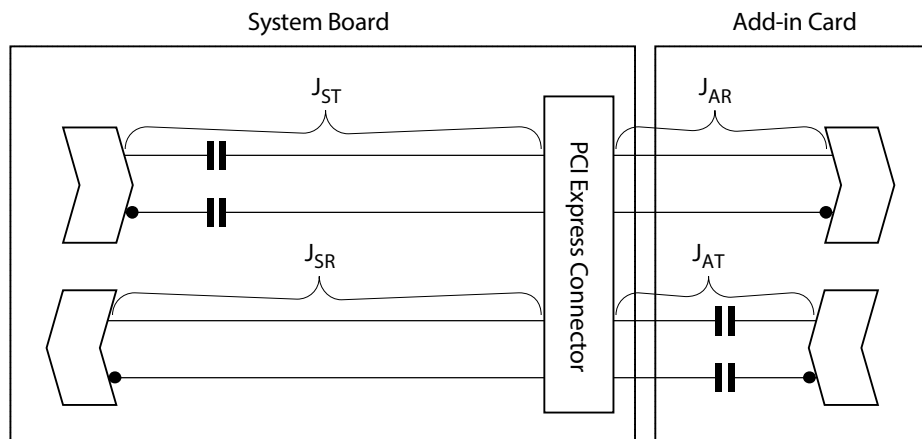 System Board
Add-in Card
J_ST
J_AR
PCI Express Connector
J_SR
J_AT